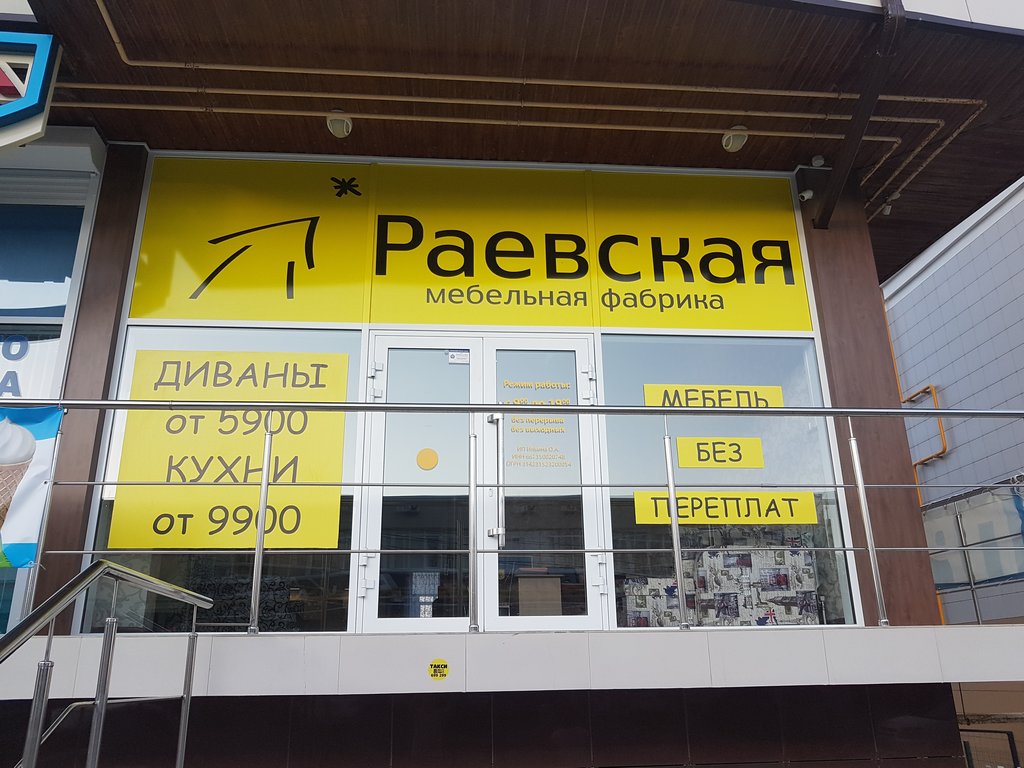 Раевская
мебельная фабрика
ДИВАНЫ
от 5900
КУХНИ
от 9900
Режим работы:
без перерыва
без выходных
МЕБЕЛЬ
БЕЗ
ПЕРЕПЛАТ
О
А
ТАКСИ